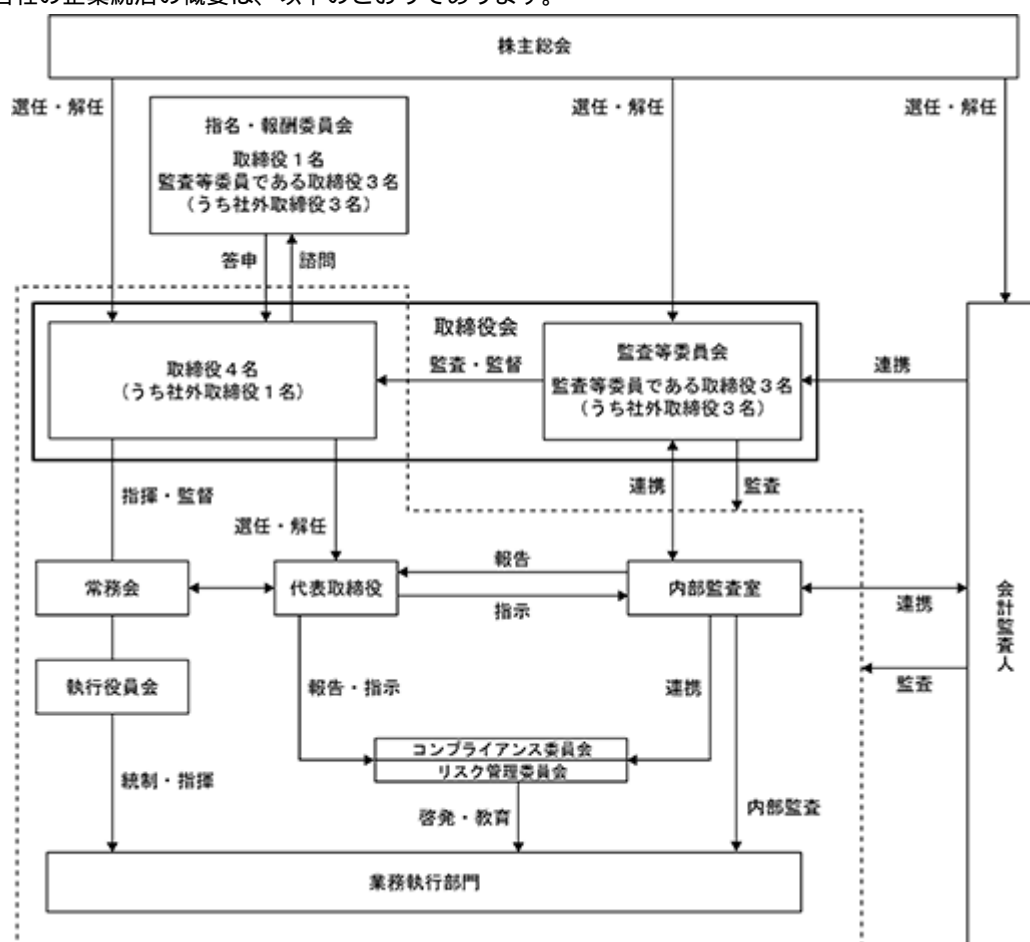 当社の企業統治の概要は、以下のとおりであります。
株主総会
選任・解任
選任・解任
選任・解任
指名・報酬委員会
取締役1名
監査等委員である取締役3名
(うち社外取締役3名)
答申
諮問
取締役会
取締役4名
(うち社外取締役1名)
監査・監督
監査等委員会
監査等委員である取締役3名
(うち社外取締役3名)
連携
指揮・監督
選任・解任
連携
監査
常務会
代表取締役
報告
指示
内部監査室
連携
会計監査人
執行役員会
報告・指示
連携
監査
コンプライアンス委員会
リスク管理委員会
統制・指揮
啓発・教育
内部監査
業務執行部門